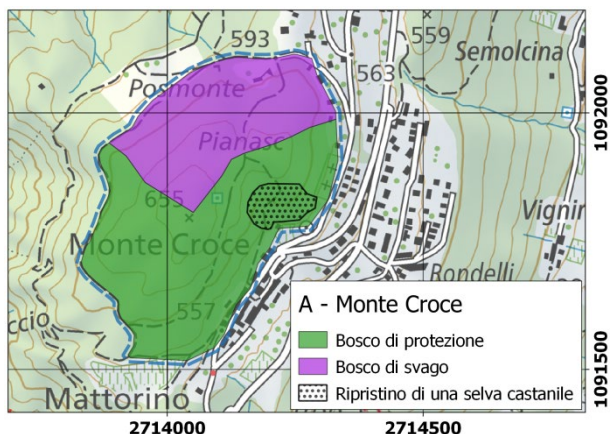 593
559
Semolcina
563
Posmonte
1092000
Pianasc
655
Vignir
Monte Croce
Rondelli
557
ccio
A - Monte Croce
Bosco di protezione
Bosco di svago
Ripristino di una selva castanile
1091500
Mattorino
2714000
2714500